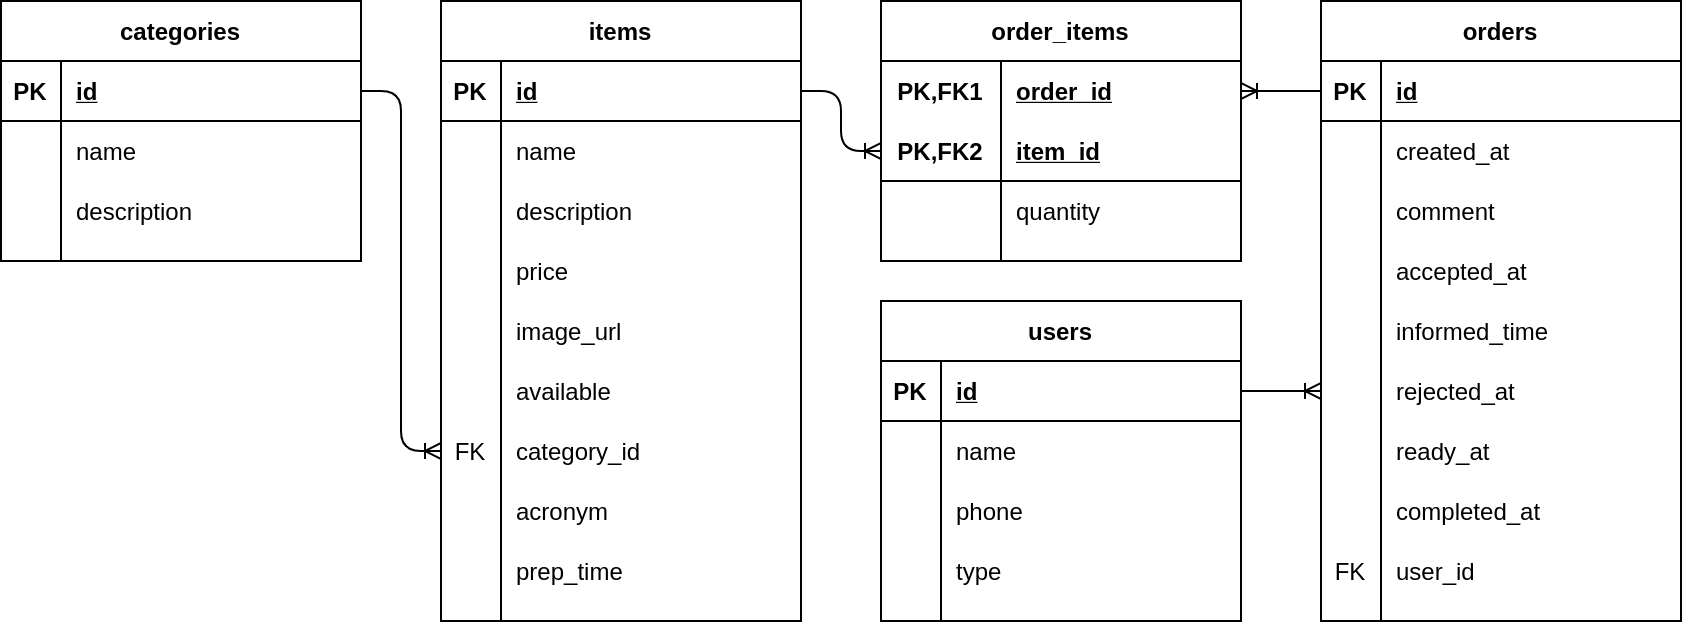 categories
PK id
name
description
items
PK id
name
description
price
image_url
available
FK category_id
acronym
prep_time
order_items
PK,FK1 order_id
PK,FK2 item_id
quantity
users
PK id
name
phone
type
orders
PK id
created_at
comment
accepted_at
informed_time
rejected_at
ready_at
completed_at
FK user_id